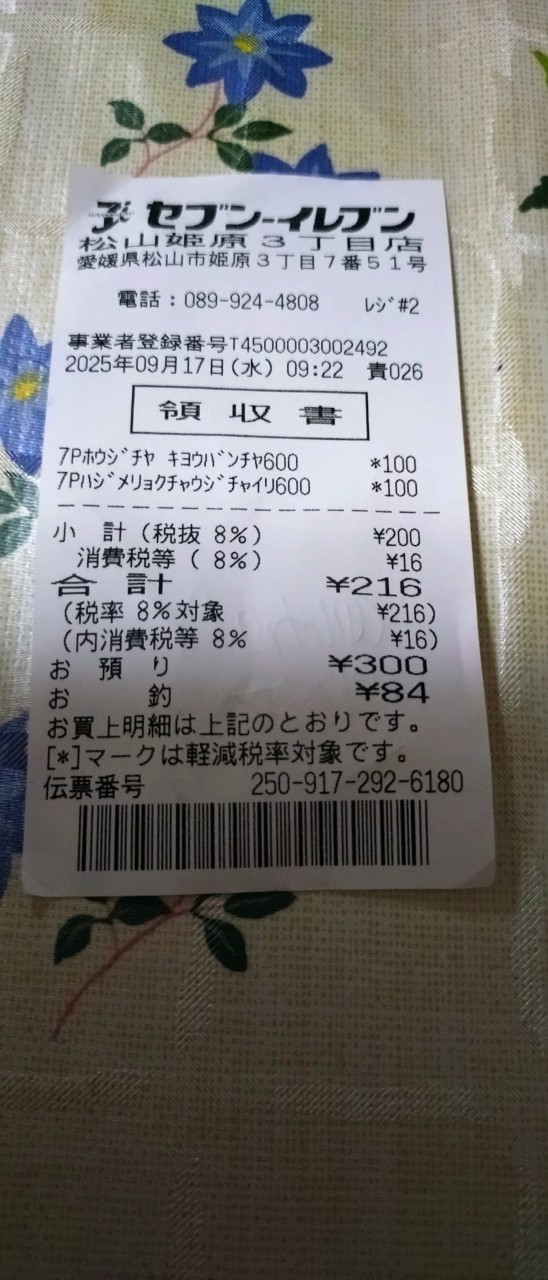 セブン-イレブン
松山姫原3丁目店
愛媛県松山市姫原3丁目7番51号
電話：089-924-4808 レジ#2
事業者登録番号T4500003002492
2025年09月17日(水) 09:22 責026
領収書
7Pホウジチャ キョウバンチャ600 *100
7Pハジメリョクチャウジチャイリ600 *100
小 計(税抜 8%) ¥200
消費税等( 8%) ¥16
合 計 ¥216
(税率 8%対象 ¥216)
(内消費税等 8% ¥16)
お 預 り ¥300
お 釣 ¥84
お買上明細は上記のとおりです。
[*]マークは軽減税率対象です。
伝票番号 250-917-292-6180